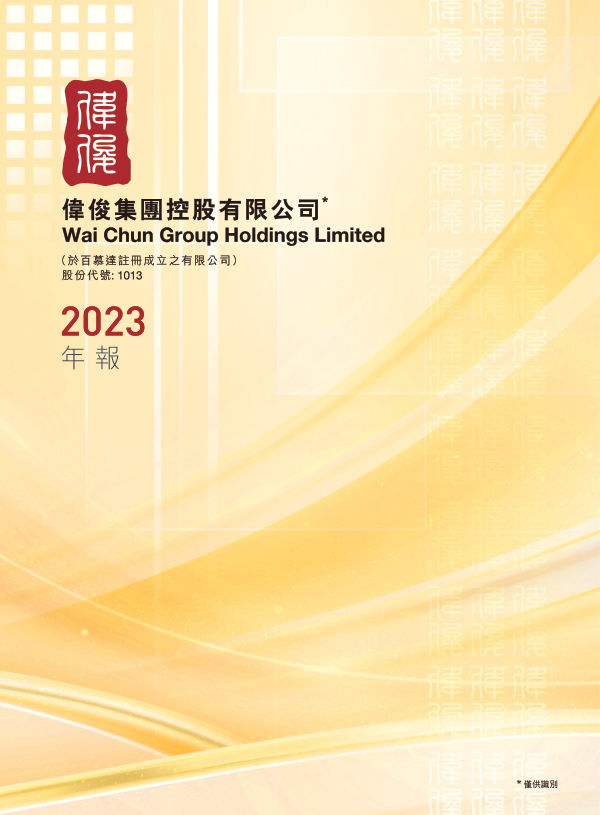 偉俊
偉俊集團控股有限公司*
Wai Chun Group Holdings Limited
(於百慕達註冊成立之有限公司)
股份代號: 1013
2023
年報
* 僅供識別